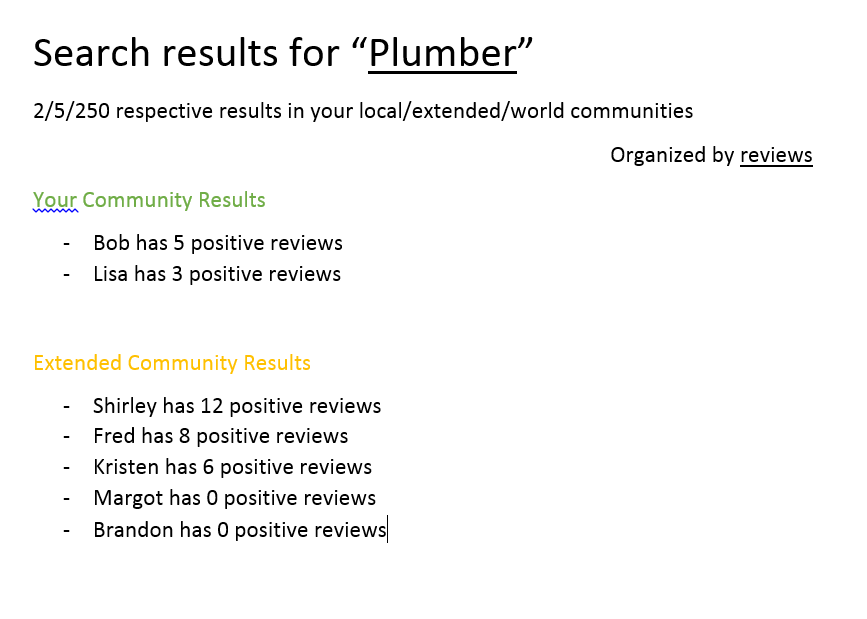 Search results for “Plumber”
2/5/250 respective results in your local/extended/world communities
Organized by reviews
Your Community Results
- Bob has 5 positive reviews
- Lisa has 3 positive reviews
Extended Community Results
- Shirley has 12 positive reviews
- Fred has 8 positive reviews
- Kristen has 6 positive reviews
- Margot has 0 positive reviews
- Brandon has 0 positive reviews